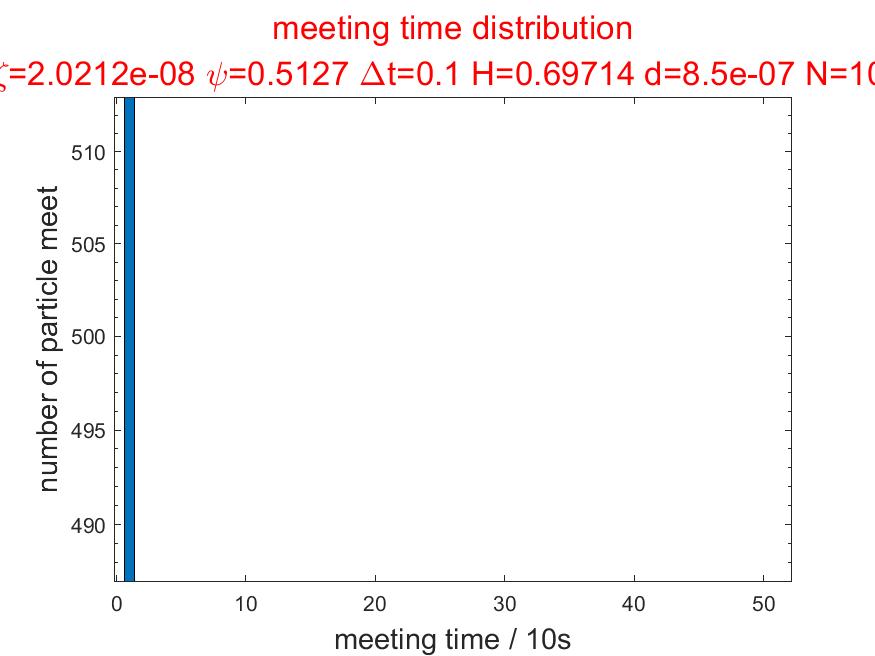 meeting time distribution
ζ=2.0212e-08 ψ=0.5127 Δt=0.1 H=0.69714 d=8.5e-07 N=10
510
505
500
495
490
number of particle meet
0 10 20 30 40 50
meeting time / 10s